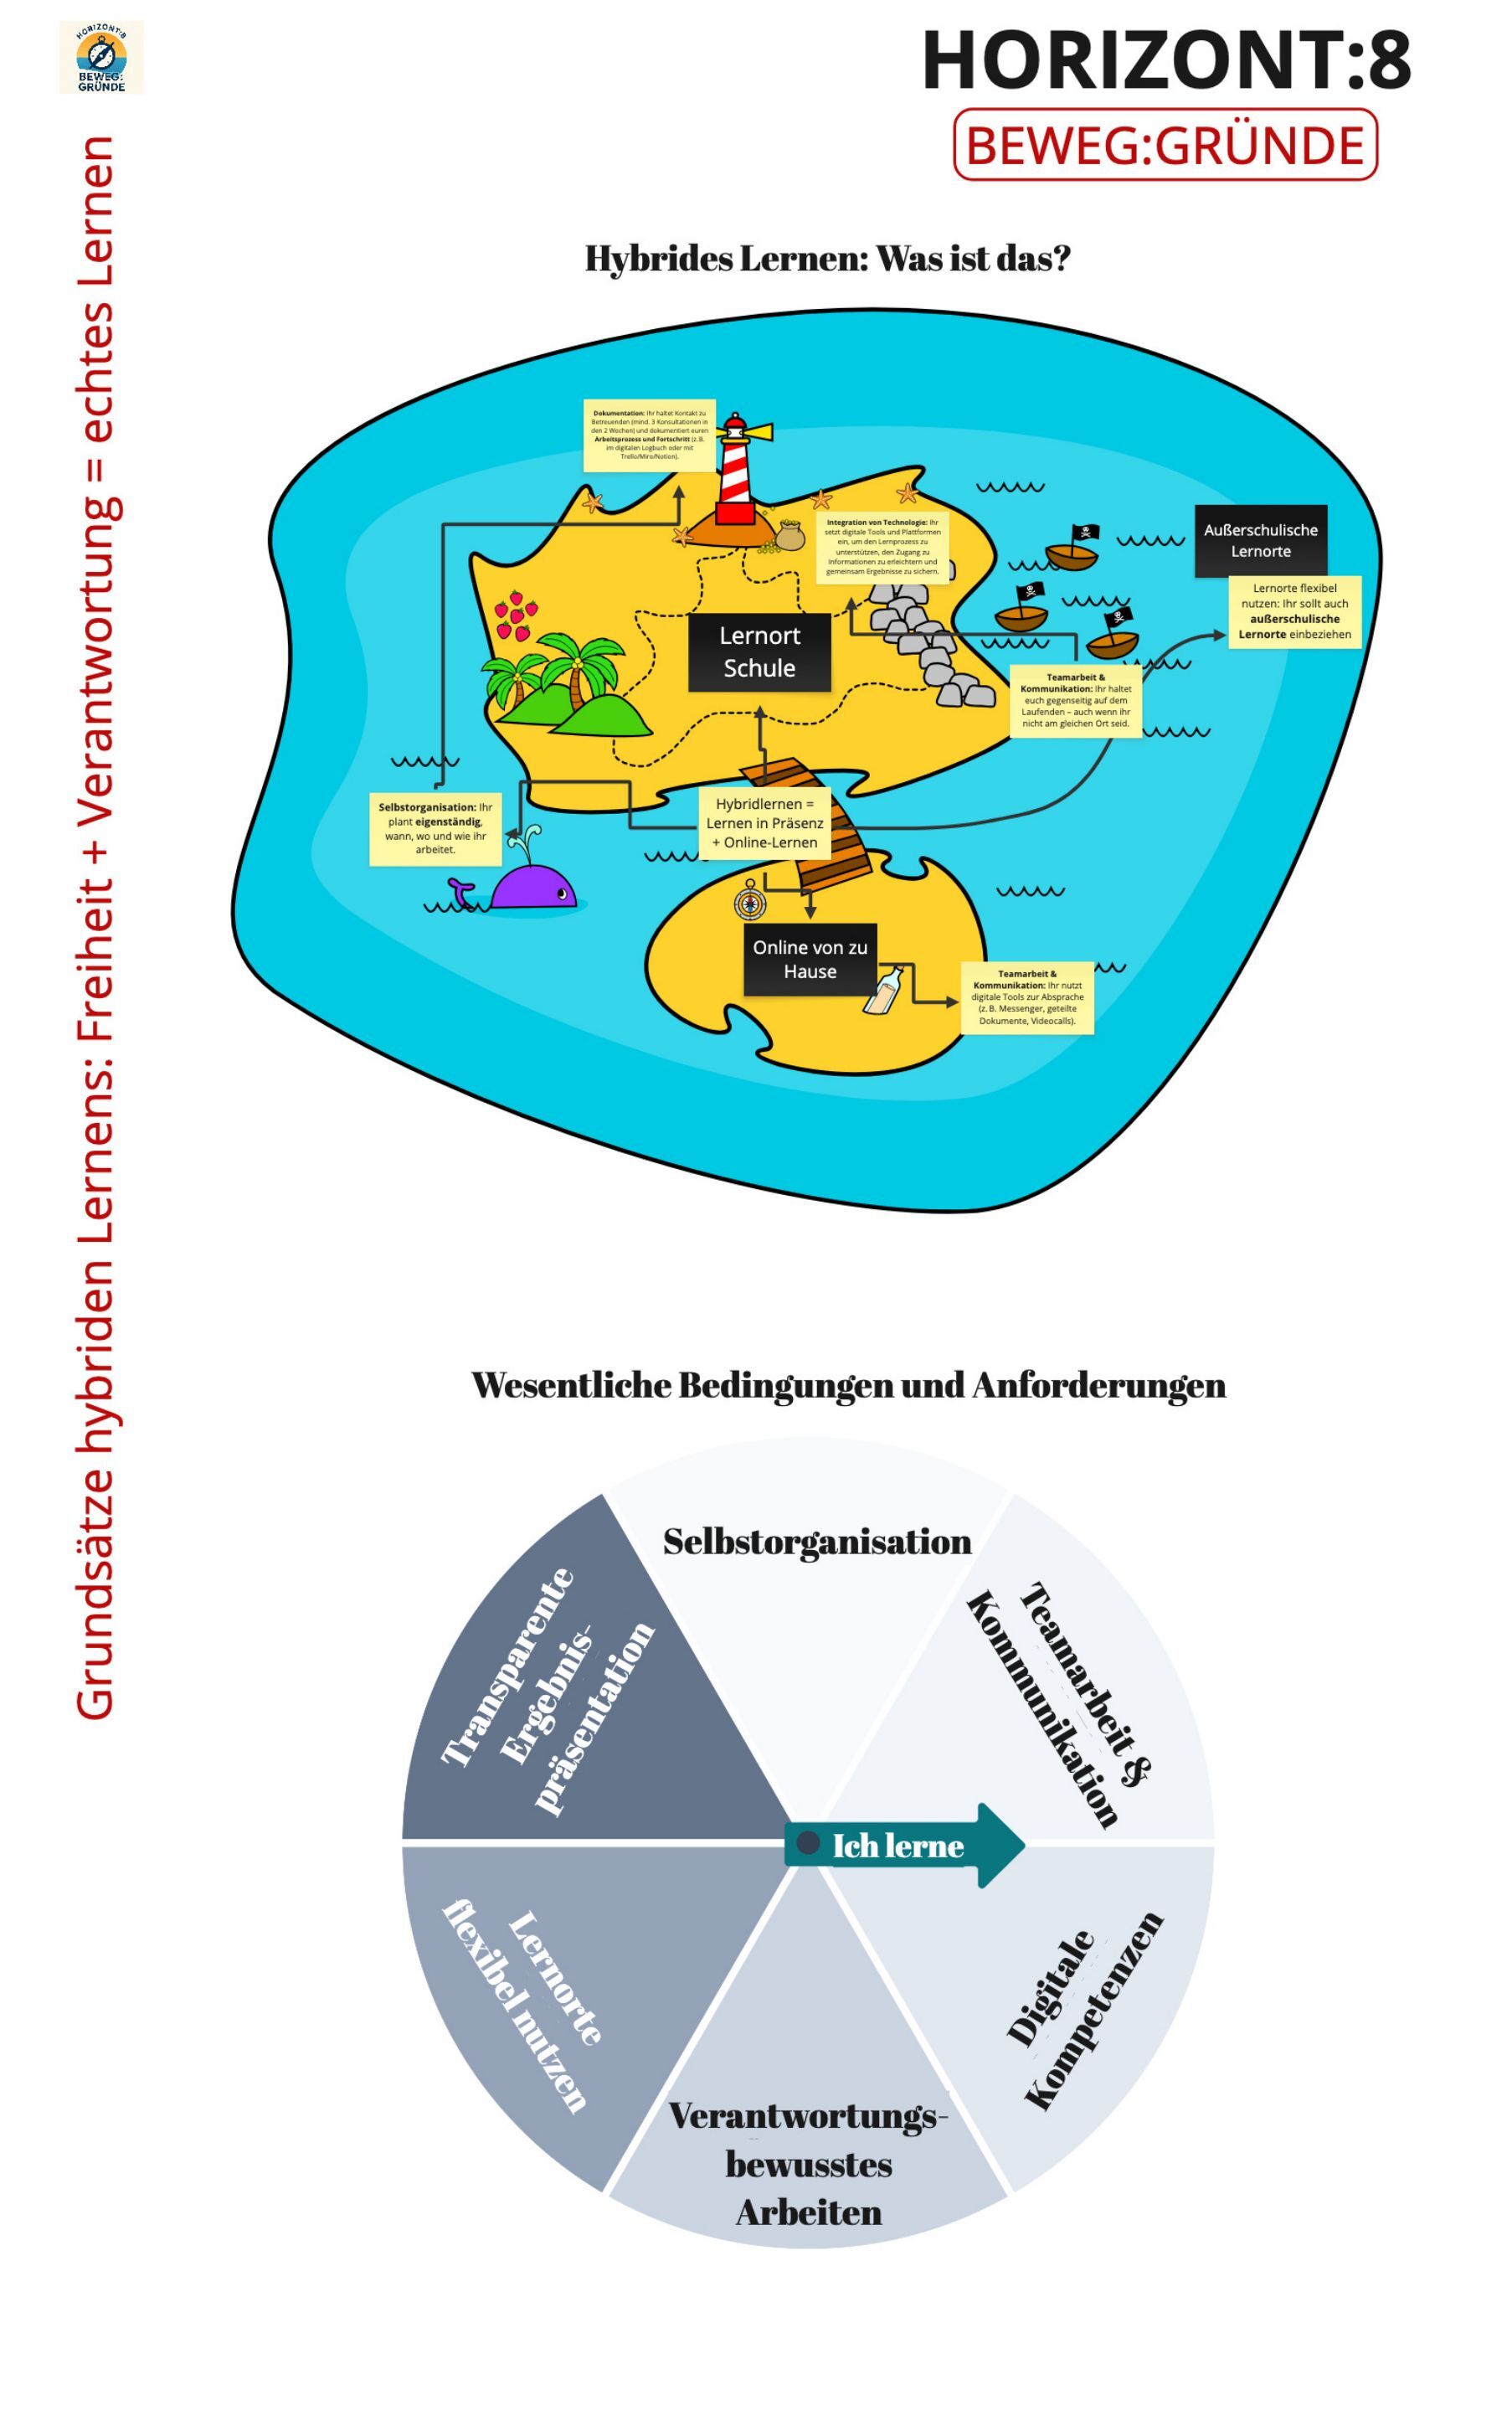 HORIZONT:8
BEWEG:
GRÜNDE
HORIZONT:8
BEWEG:GRÜNDE
Grundsätze hybriden Lernens: Freiheit + Verantwortung = echtes Lernen
Hybrides Lernen: Was ist das?
Dokumentation: Ihr haltet Kontakt zu
Betreuenden (mind. 3 Konsultationen in
den 2 Wochen) und dokumentiert euren
Arbeitsprozess und Fortschritt (z.B.
im digitalen Logbuch oder mit
Trello/Miro/Notion).
Integration von Technologie: Ihr
setzt digitale Tools und Plattformen
ein, um den Lernprozess zu
unterstützen, den Zugang zu
Informationen zu erleichtern und
gemeinsam Ergebnisse zu sichern.
Außerschulische
Lernorte
Lernorte flexibel
nutzen: Ihr sollt auch
außerschulische
Lernorte einbeziehen
Lernort
Schule
Teamarbeit &
Kommunikation: Ihr haltet
euch gegenseitig auf dem
Laufenden – auch wenn ihr
nicht am gleichen Ort seid.
Selbstorganisation: Ihr
plant eigenständig,
wann, wo und wie ihr
arbeitet.
Hybridlernen =
Lernen in Präsenz
+ Online-Lernen
Online von zu
Hause
Teamarbeit &
Kommunikation: Ihr nutzt
digitale Tools zur Absprache
(z. B. Messenger, geteilte
Dokumente, Videocalls).
Wesentliche Bedingungen und Anforderungen
Selbstorganisation
Teamarbeit &
Kommunikation
Digitale
Kompetenzen
Verantwortungs-
bewusstes
Arbeiten
Lernorte
flexibel nutzen
Transparente
Ergebnis-
präsentation
Ich lerne